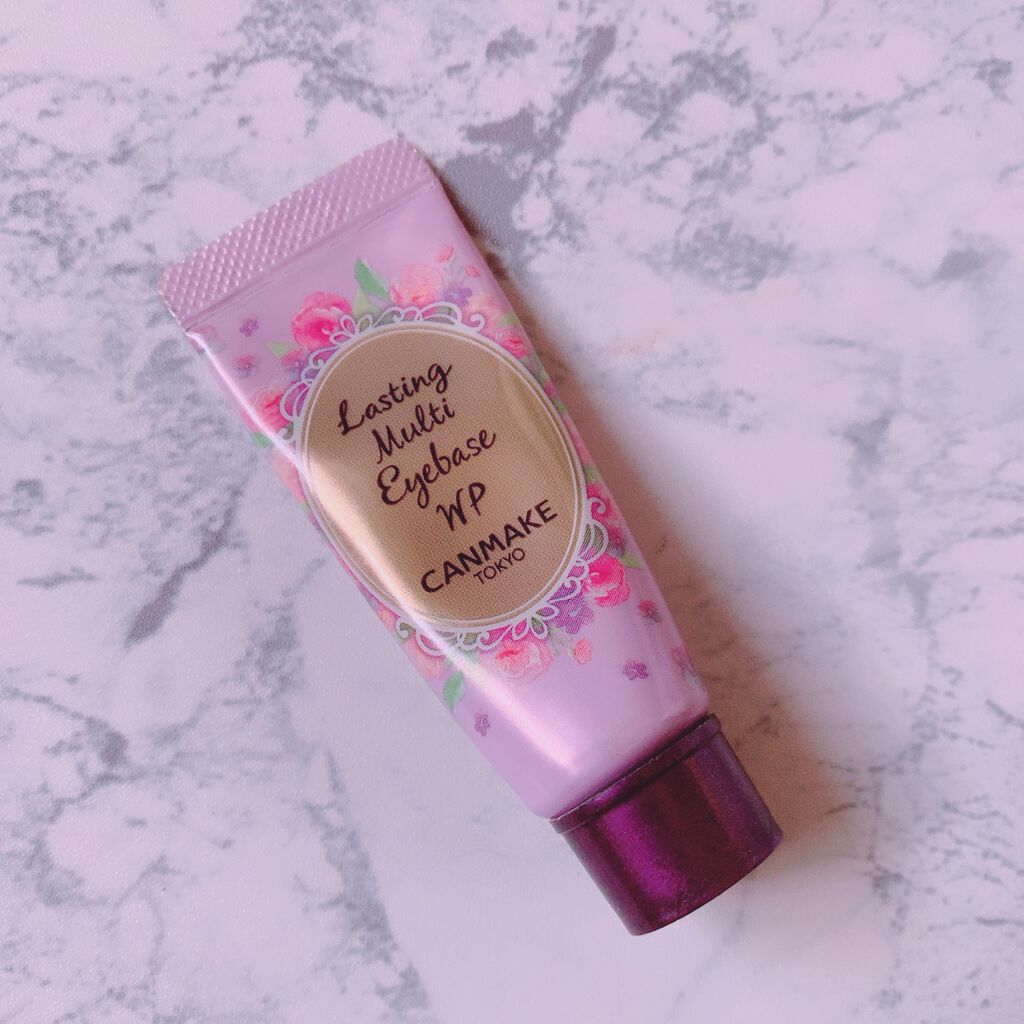 Lasting
Multi
Eyebase
WP
CANMAKE
TOKYO